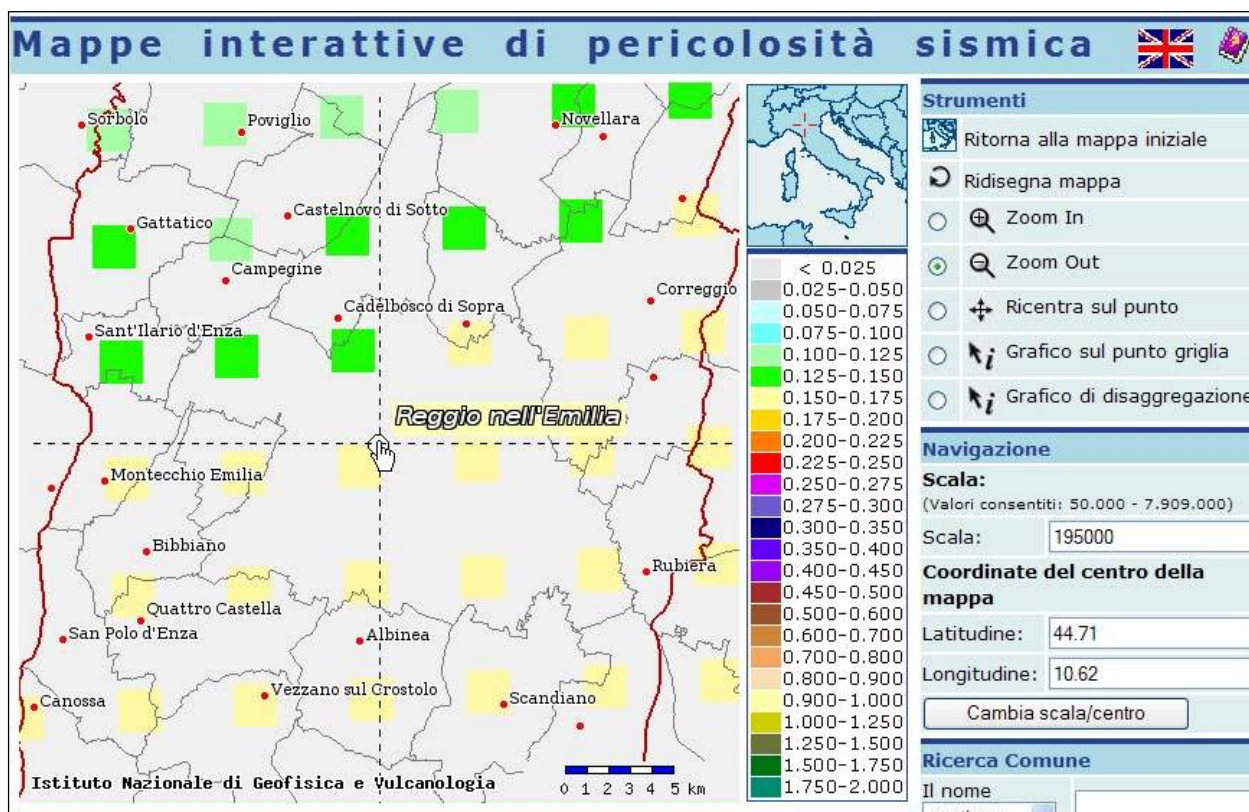 Mappe interattive di pericolosità sismica
Sorbolo
Poviglio
Novellara
Gattatico
Castelnovo di Sotto
Campegine
Cadelbosco di Sopra
Correggio
Sant'Ilario d'Enza
Reggio nell'Emilia
Montecchio Emilia
Bibbiano
Rubiera
Quattro Castella
San Polo d'Enza
Albinea
Canossa
Vezzano sul Crostolo
Scandiano
Istituto Nazionale di Geofisica e Vulcanologia
0 1 2 3 4 5 km
< 0.025
0.025-0.050
0.050-0.075
0.075-0.100
0.100-0.125
0.125-0.150
0.150-0.175
0.175-0.200
0.200-0.225
0.225-0.250
0.250-0.275
0.275-0.300
0.300-0.350
0.350-0.400
0.400-0.450
0.450-0.500
0.500-0.600
0.600-0.700
0.700-0.800
0.800-0.900
0.900-1.000
1.000-1.250
1.250-1.500
1.500-1.750
1.750-2.000
Strumenti
Ritorna alla mappa iniziale
Ridisegna mappa
Zoom In
Zoom Out
Ricentra sul punto
i Grafico sul punto griglia
i Grafico di disaggregazione
Navigazione
Scala:
(Valori consentiti: 50.000 - 7.909.000)
Scala: 195000
Coordinate del centro della
mappa
Latitudine: 44.71
Longitudine: 10.62
Cambia scala/centro
Ricerca Comune
Il nome